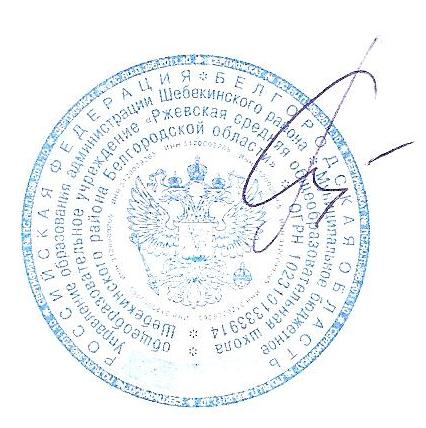 РОССИЙСКАЯ ФЕДЕРАЦИЯ * БЕЛГОРОДСКАЯ ОБЛАСТЬ
Управление образования администрации Шебекинского района * Муниципальное бюджетное
общеобразовательное учреждение «Ржевская средняя общеобразовательная школа
Шебекинского района Белгородской области» ОГРН 1023101333914